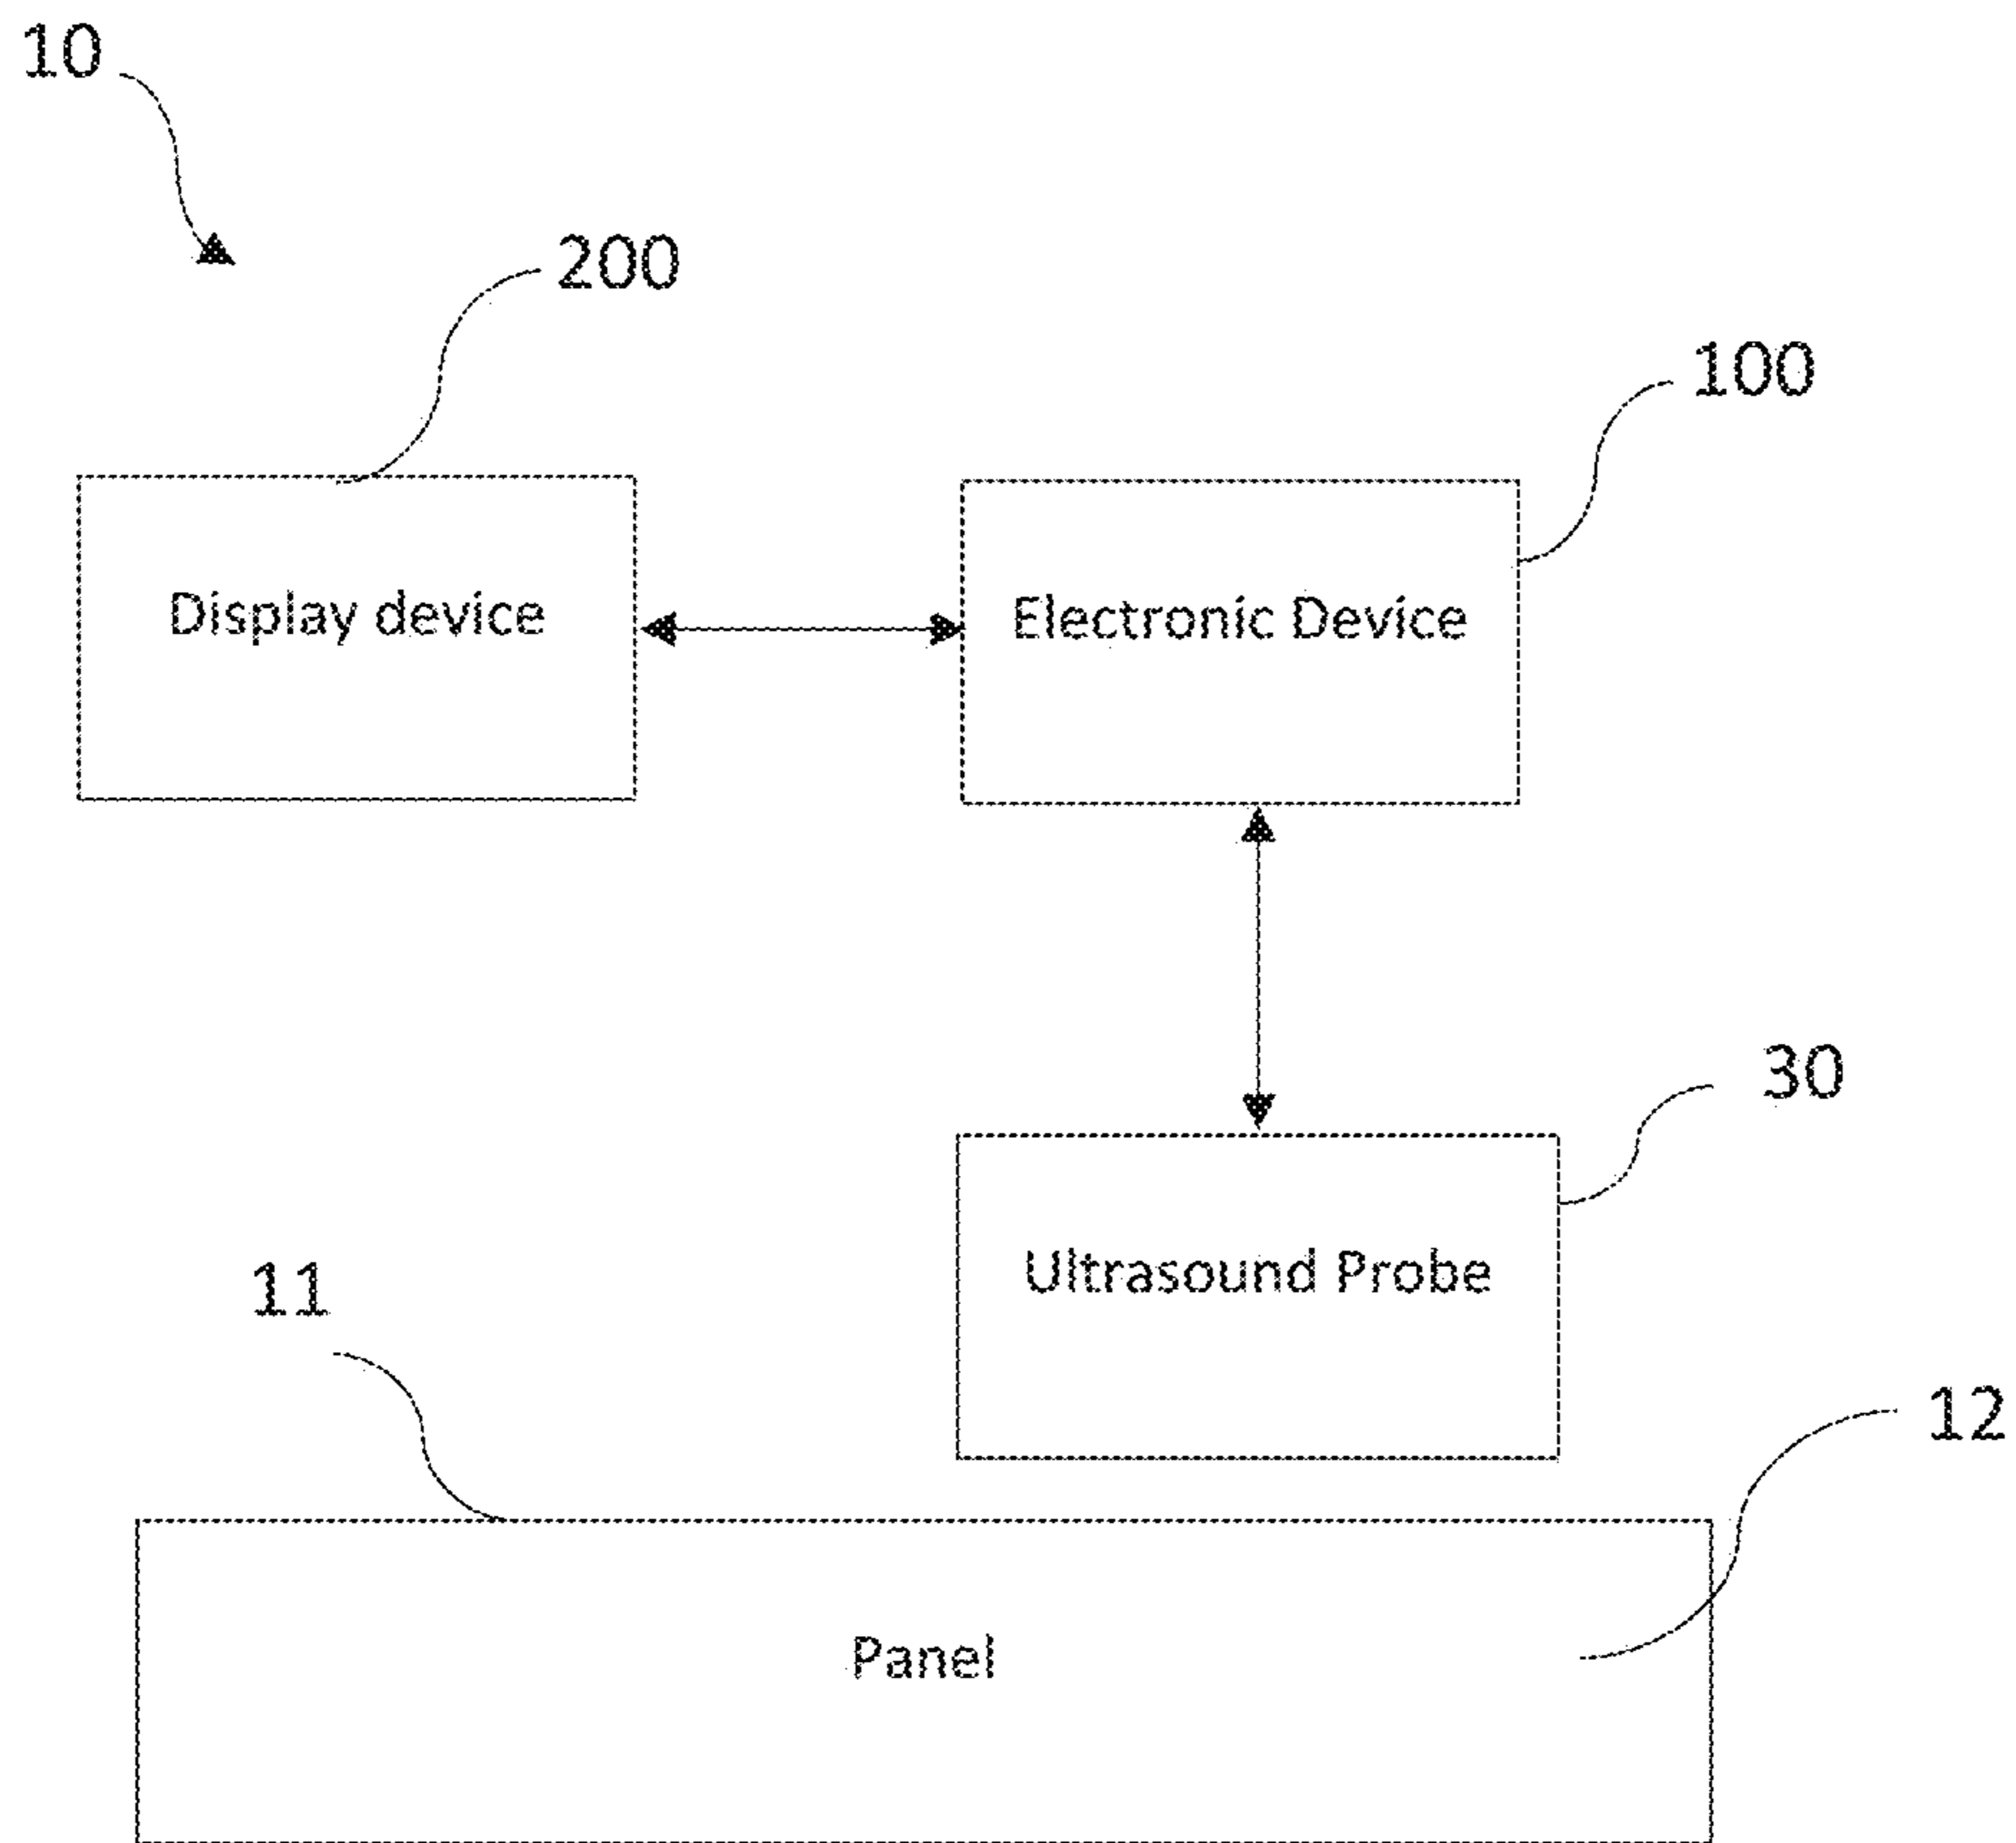 10
200
100
Display device
Electronic Device
30
Ultrasound Probe
11
12
Panel